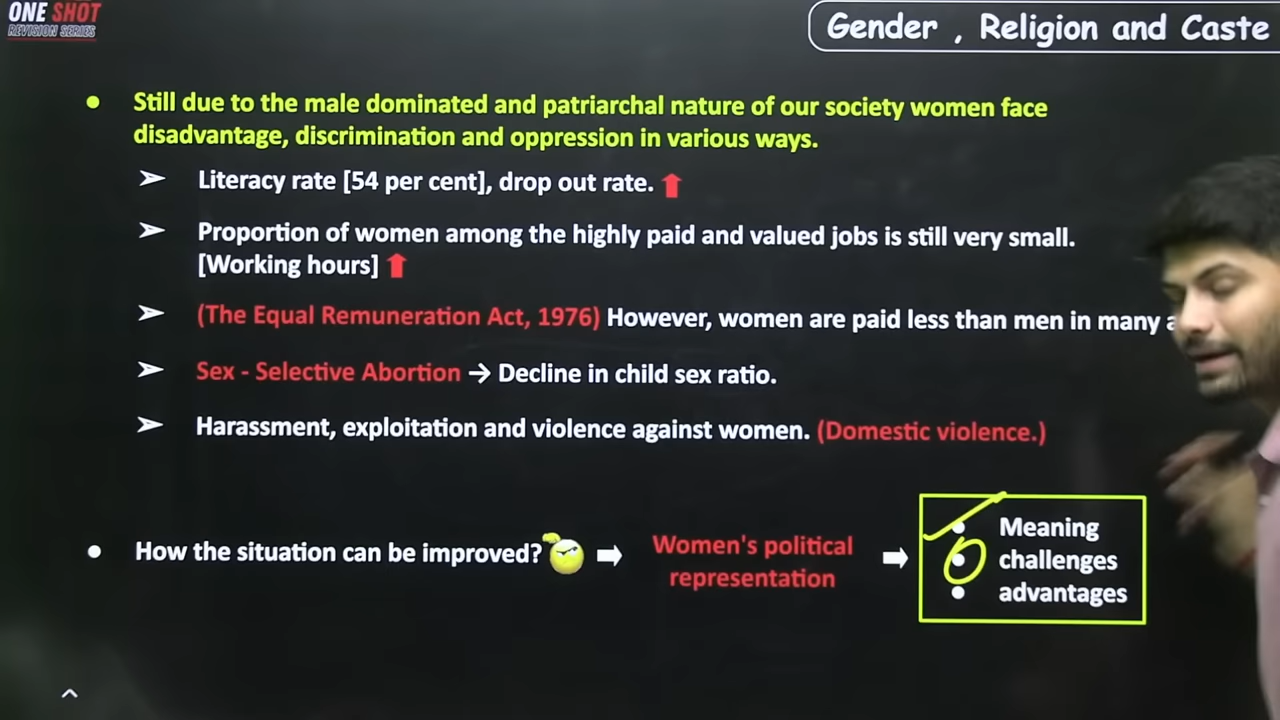 ONE SHOT
REVISION SERIES
Gender , Religion and Caste
• Still due to the male dominated and patriarchal nature of our society women face
disadvantage, discrimination and oppression in various ways.
➢ Literacy rate [54 per cent], drop out rate. ⬆
➢ Proportion of women among the highly paid and valued jobs is still very small.
[Working hours] ⬆
➢ (The Equal Remuneration Act, 1976) However, women are paid less than men in many
➢ Sex - Selective Abortion → Decline in child sex ratio.
➢ Harassment, exploitation and violence against women. (Domestic violence.)
• How the situation can be improved? ➡ Women's political
representation ➡
• Meaning
• challenges
• advantages